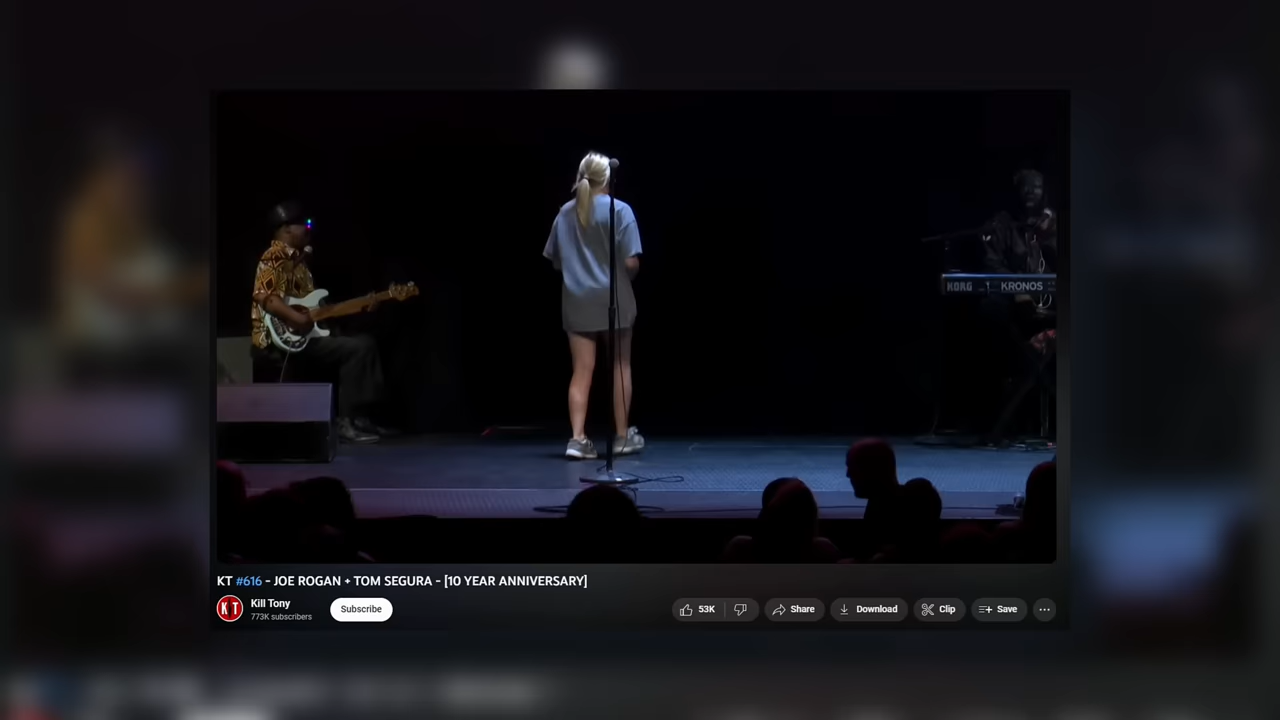 KORG KRONOS
KT #616 - JOE ROGAN + TOM SEGURA - [10 YEAR ANNIVERSARY]
KT
Kill Tony
773K subscribers
Subscribe
53K
Share
Download
Clip
Save